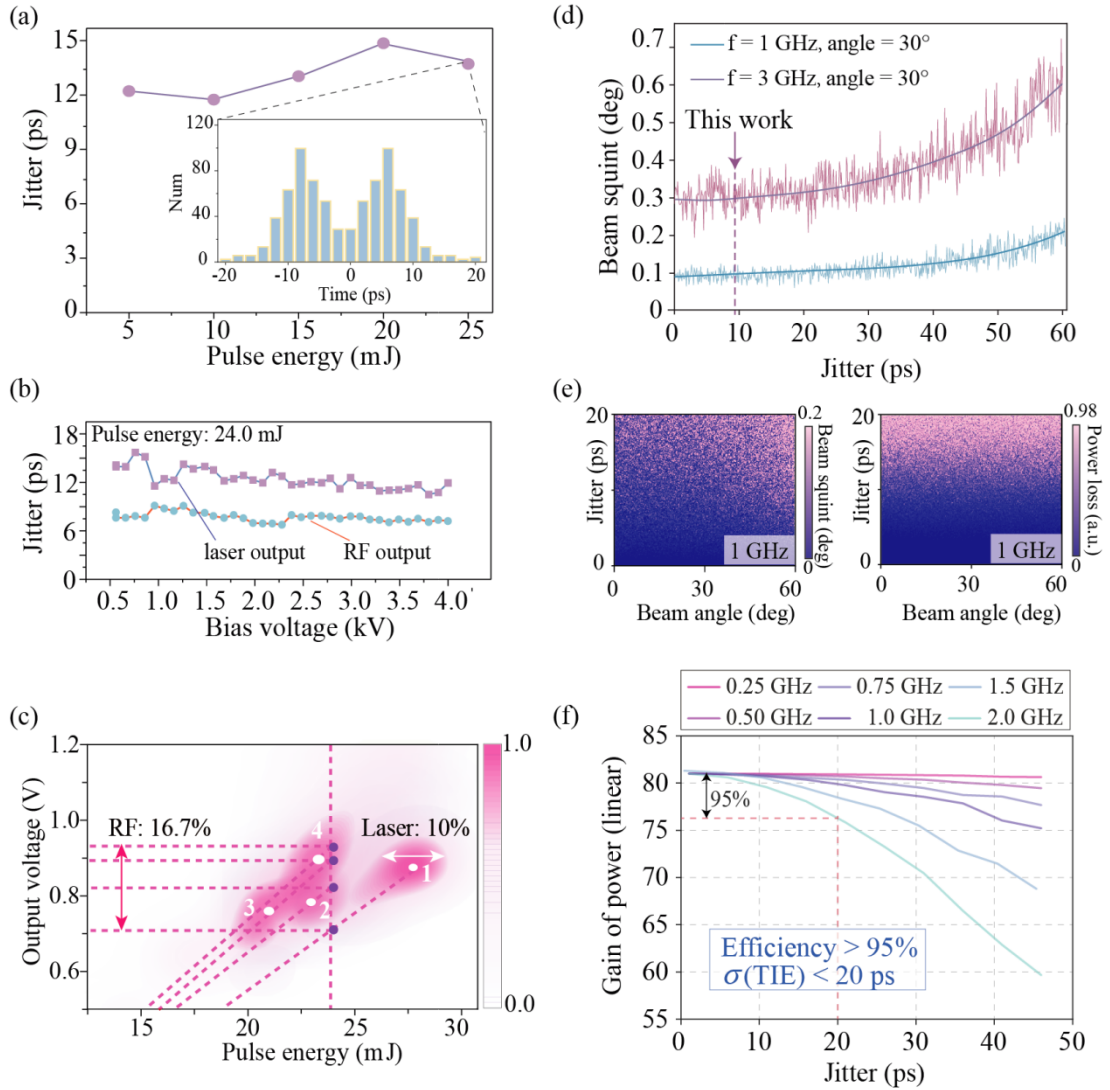 (a)
15
12
9
6
3
0
Jitter (ps)
5 10 15 20 25
Pulse energy (mJ)
120
80
40
0
Num
-20 -10 0 10 20
Time (ps)
(b)
Pulse energy: 24.0 mJ
18
12
6
0
Jitter (ps)
laser output
RF output
0.5 1.0 1.5 2.0 2.5 3.0 3.5 4.0
Bias voltage (kV)
(c)
1.2
1.0
0.8
0.6
Output voltage (V)
RF: 16.7%
Laser: 10%
4
1
3
2
1.0
0.0
15 20 25 30
Pulse energy (mJ)
(d)
0.7
0.6
0.5
0.4
0.3
0.2
0.1
0
Beam squint (deg)
f = 1 GHz, angle = 30°
f = 3 GHz, angle = 30°
This work
0 10 20 30 40 50 60
Jitter (ps)
(e)
20
0
Jitter (ps)
1 GHz
30 60
Beam angle (deg)
0.2
0
Beam squint (deg)
20
0
Jitter (ps)
1 GHz
30 60
Beam angle (deg)
0.98
0
Power loss (a.u.)
(f)
0.25 GHz 0.75 GHz 1.5 GHz
0.50 GHz 1.0 GHz 2.0 GHz
85
80
75
70
65
60
55
Gain of power (linear)
95%
Efficiency > 95%
σ(TIE) < 20 ps
0 10 20 30 40 50
Jitter (ps)